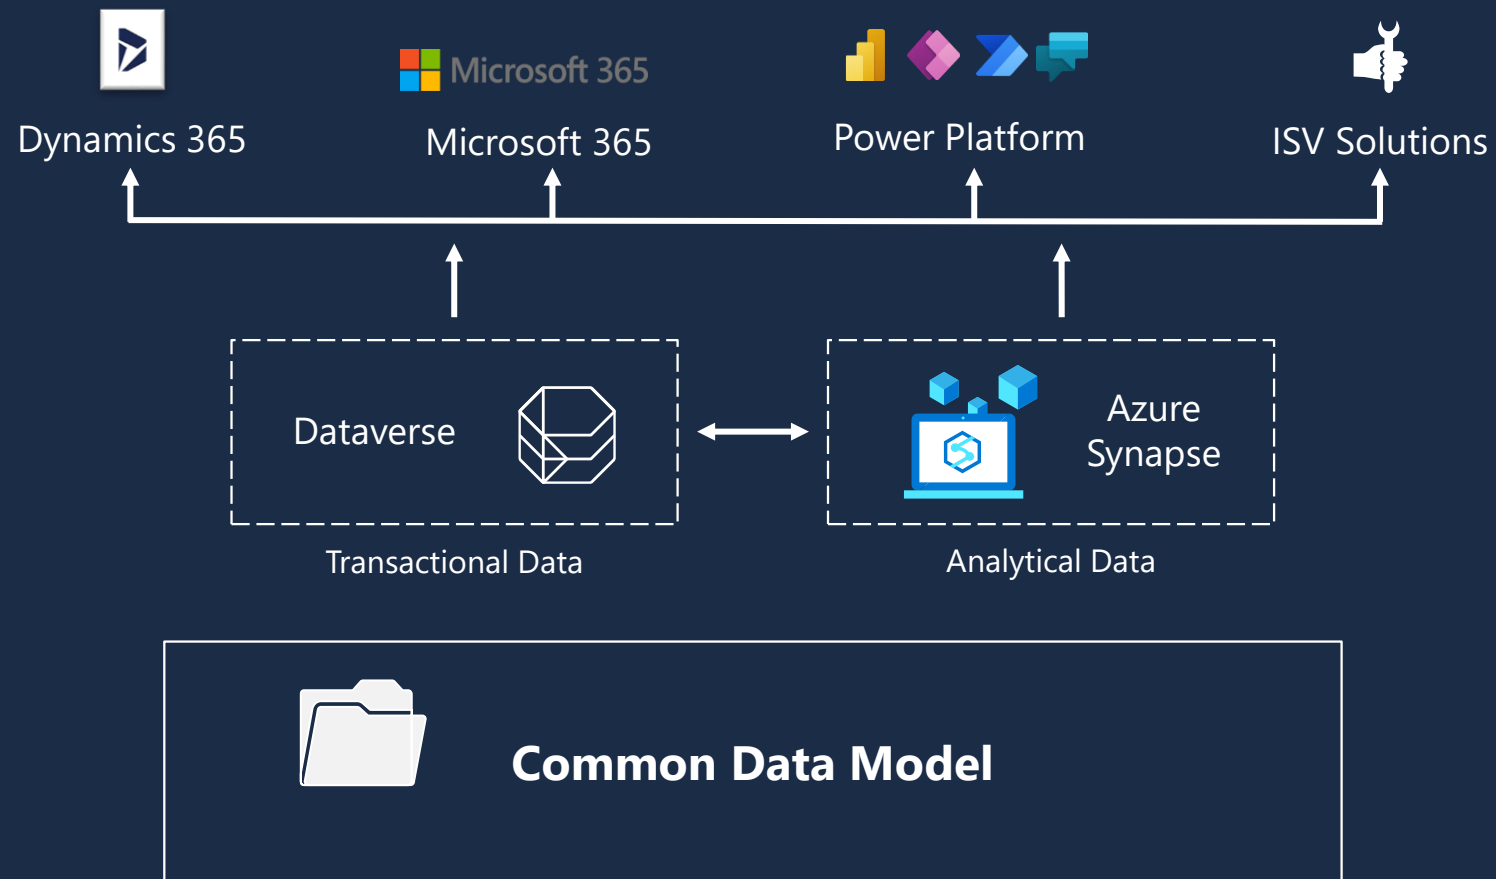 Microsoft 365
Dynamics 365
Microsoft 365
Power Platform
ISV Solutions
Dataverse
Azure
Synapse
Transactional Data
Analytical Data
Common Data Model